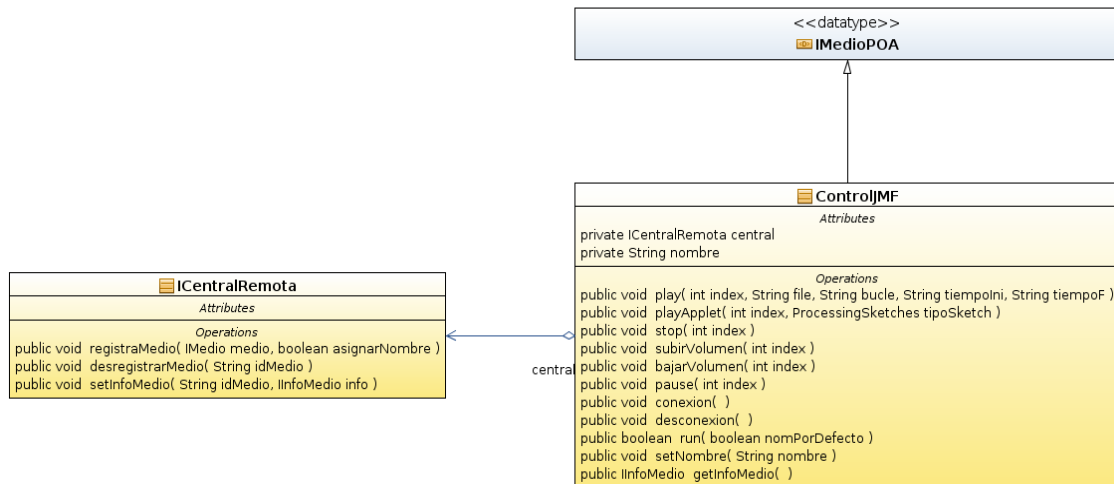 <<datatype>>
IMedioPOA
ControlJMF
Attributes
private ICentralRemota central
private String nombre
Operations
public void play( int index, String file, String bucle, String tiempoIni, String tiempoF )
public void playApplet( int index, ProcessingSketches tipoSketch )
public void stop( int index )
public void subirVolumen( int index )
public void bajarVolumen( int index )
public void pause( int index )
public void conexion( )
public void desconexion( )
public boolean run( boolean nomPorDefecto )
public void setNombre( String nombre )
public IInfoMedio getInfoMedio( )
ICentralRemota
Attributes
Operations
public void registraMedio( IMedio medio, boolean asignarNombre )
public void desregistrarMedio( String idMedio )
public void setInfoMedio( String idMedio, IInfoMedio info )
central